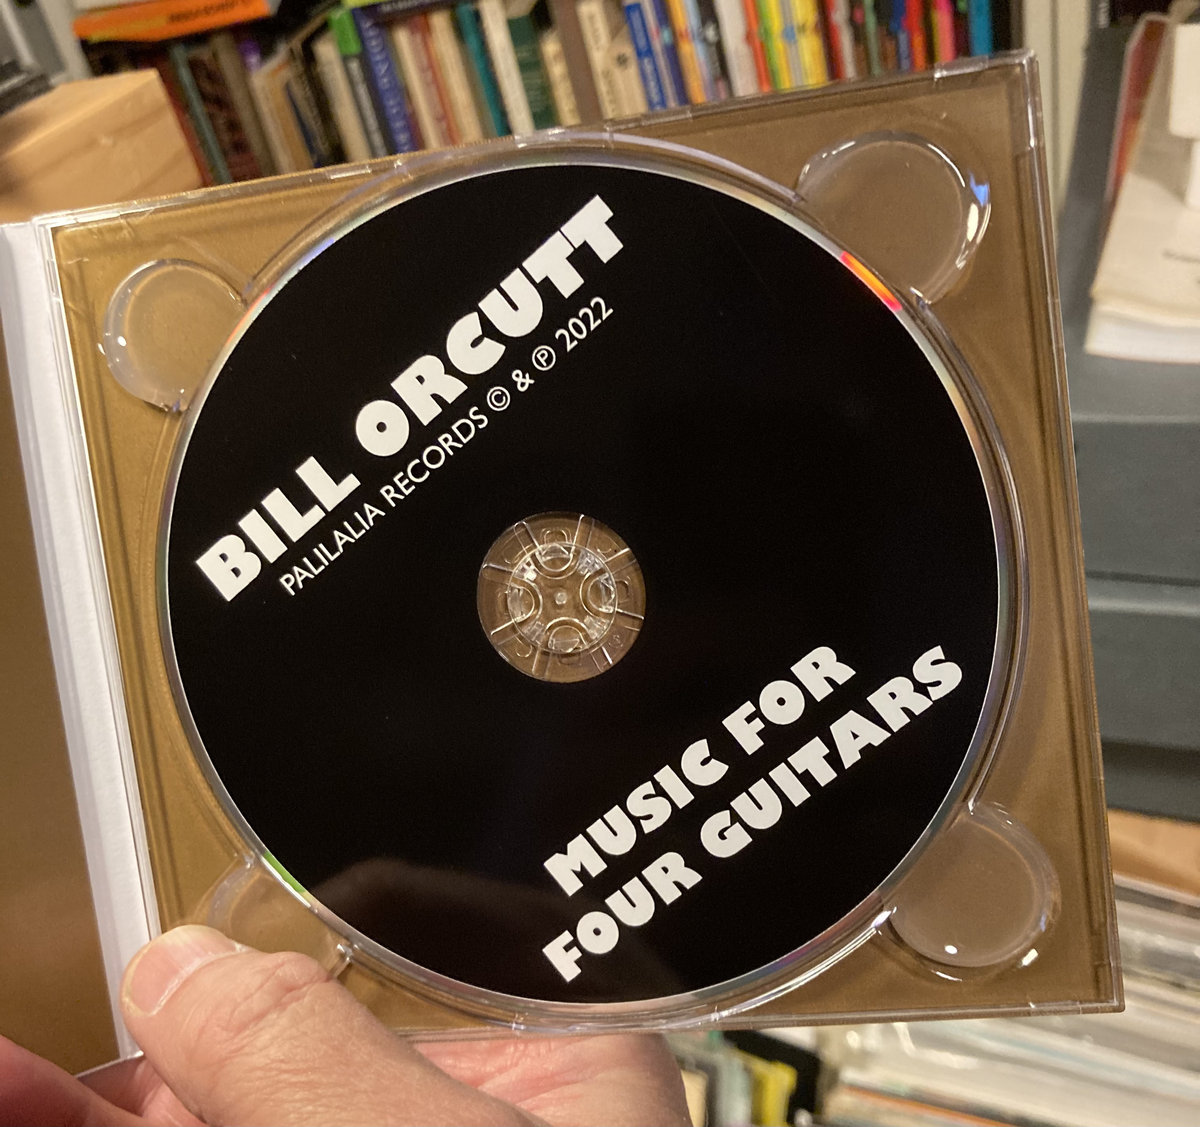 BILL ORCUTT
PALILALIA RECORDS © & ℗ 2022
MUSIC FOR
FOUR GUITARS